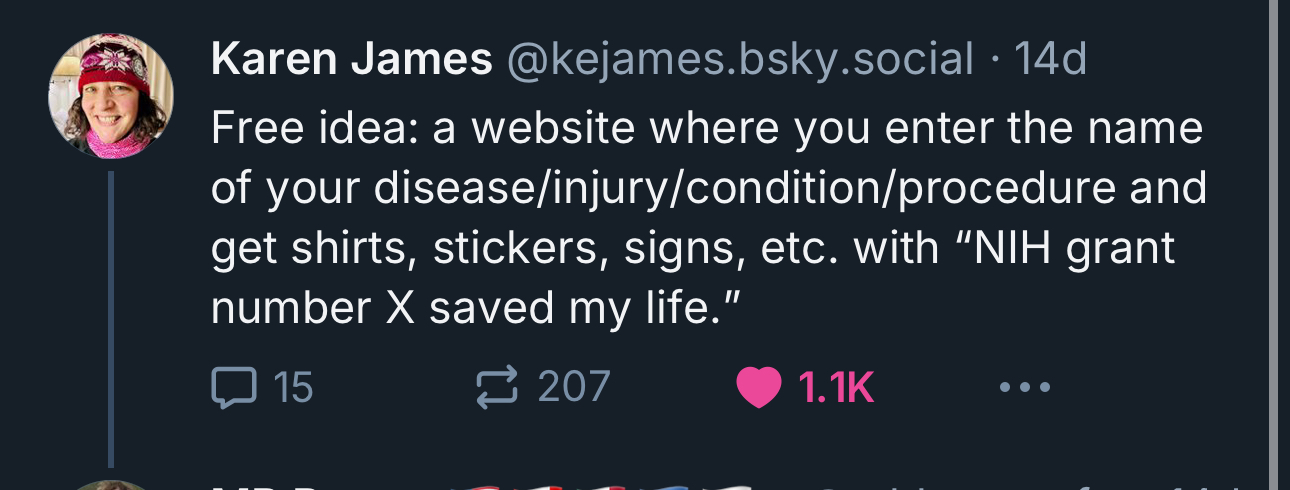 Karen James @kejames.bsky.social · 14d
Free idea: a website where you enter the name
of your disease/injury/condition/procedure and
get shirts, stickers, signs, etc. with “NIH grant
number X saved my life.”
15 207 1.1K